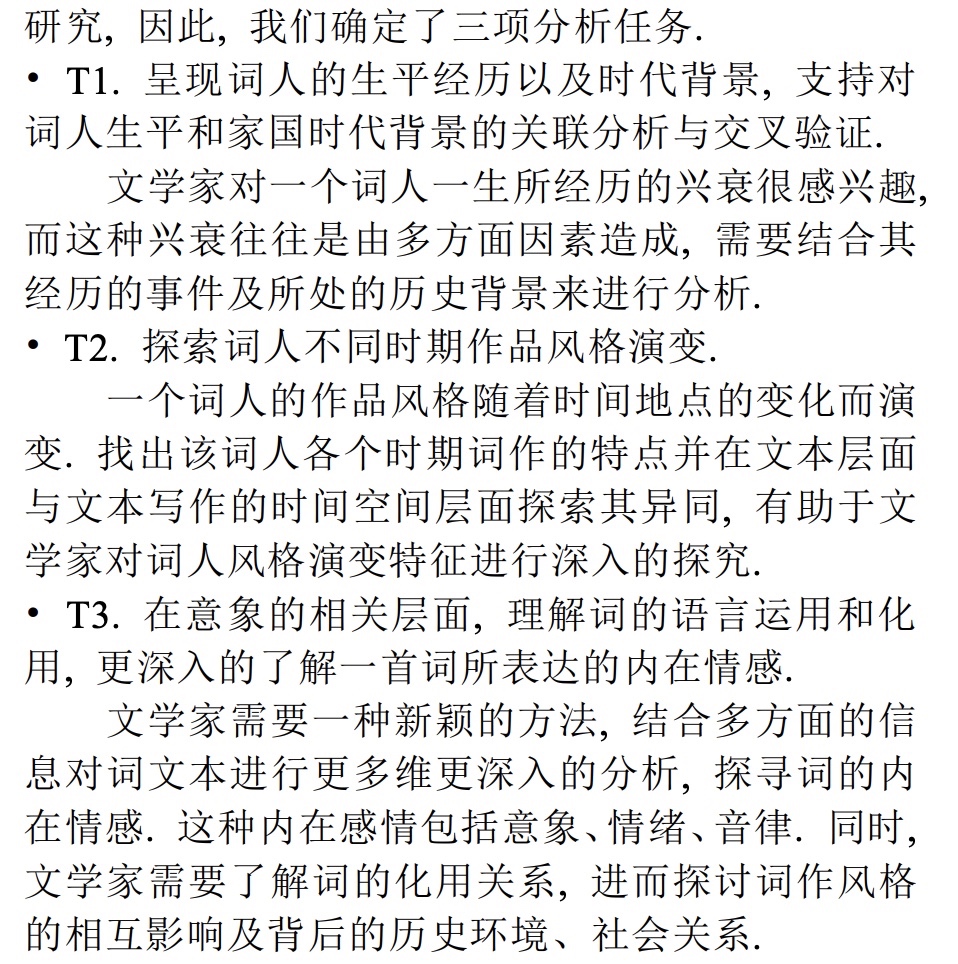 研究, 因此, 我们确定了三项分析任务.
• T1. 呈现词人的生平经历以及时代背景, 支持对
词人生平和家国时代背景的关联分析与交叉验证.
文学家对一个词人一生所经历的兴衰很感兴趣,
而这种兴衰往往是由多方面因素造成, 需要结合其
经历的事件及所处的历史背景来进行分析.
• T2. 探索词人不同时期作品风格演变.
一个词人的作品风格随着时间地点的变化而演
变. 找出该词人各个时期词作的特点并在文本层面
与文本写作的时间空间层面探索其异同, 有助于文
学家对词人风格演变特征进行深入的探究.
• T3. 在意象的相关层面, 理解词的语言运用和化
用, 更深入的了解一首词所表达的内在情感.
文学家需要一种新颖的方法, 结合多方面的信
息对词文本进行更多维更深入的分析, 探寻词的内
在情感. 这种内在感情包括意象、情绪、音律. 同时,
文学家需要了解词的化用关系, 进而探讨词作风格
的相互影响及背后的历史环境、社会关系.